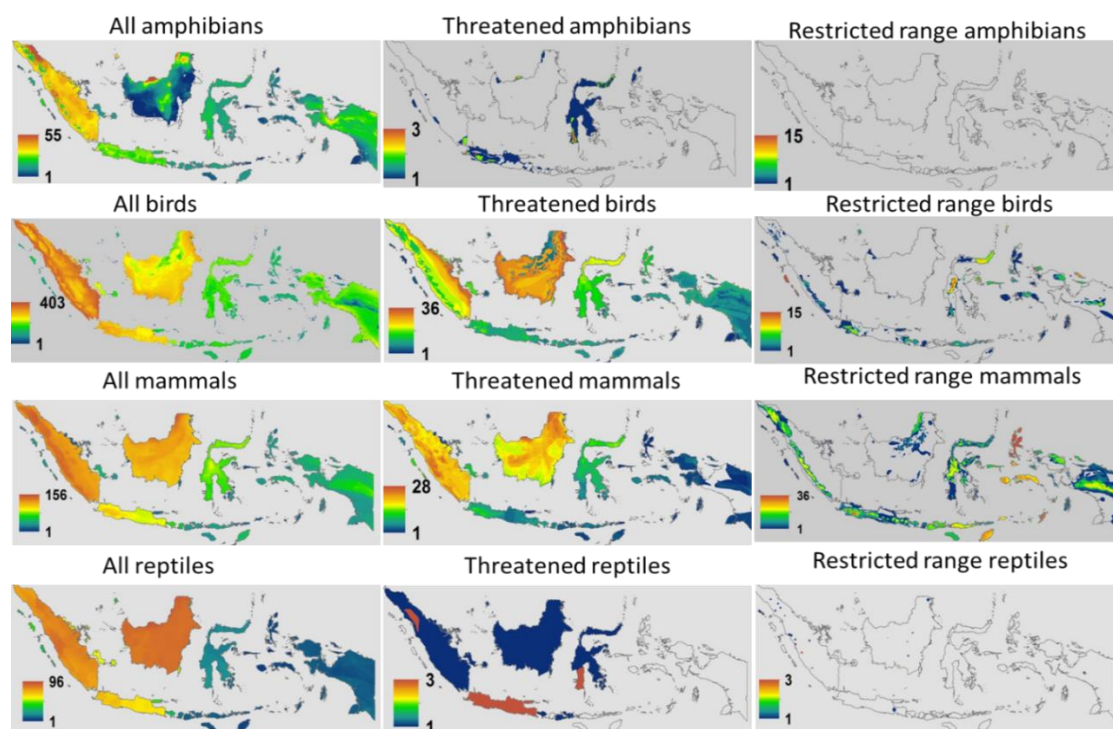 All amphibians
Threatened amphibians
Restricted range amphibians
55
1
3
1
15
1
All birds
Threatened birds
Restricted range birds
403
1
36
1
15
1
All mammals
Threatened mammals
Restricted range mammals
156
1
28
1
36
1
All reptiles
Threatened reptiles
Restricted range reptiles
96
1
3
1
3
1